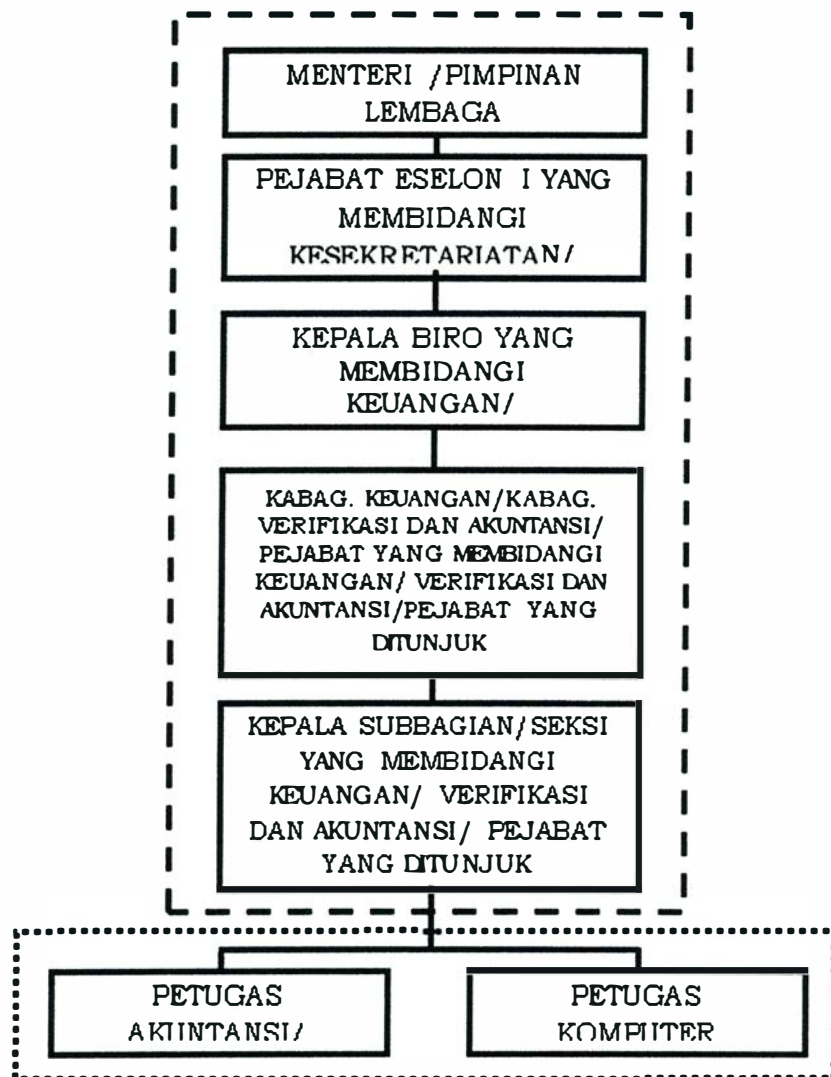 MENTERI /PIMPINAN
LEMBAGA
PEJABAT ESELON I YANG
MEMBIDANGI
KESEKRETARIATAN/
KEPALA BIRO YANG
MEMBIDANGI
KEUANGAN/
KABAG. KEUANGAN/KABAG.
VERIFIKASI DAN AKUNTANSI/
PEJABAT YANG MEMBIDANGI
KEUANGAN/ VERIFIKASI DAN
AKUNTANSI/PEJABAT YANG
DITUNJUK
KEPALA SUBBAGIAN/SEKSI
YANG MEMBIDANGI
KEUANGAN/ VERIFIKASI
DAN AKUNTANSI/ PEJABAT
YANG DITUNJUK
PETUGAS
AKUNTANSI/
PETUGAS
KOMPUTER